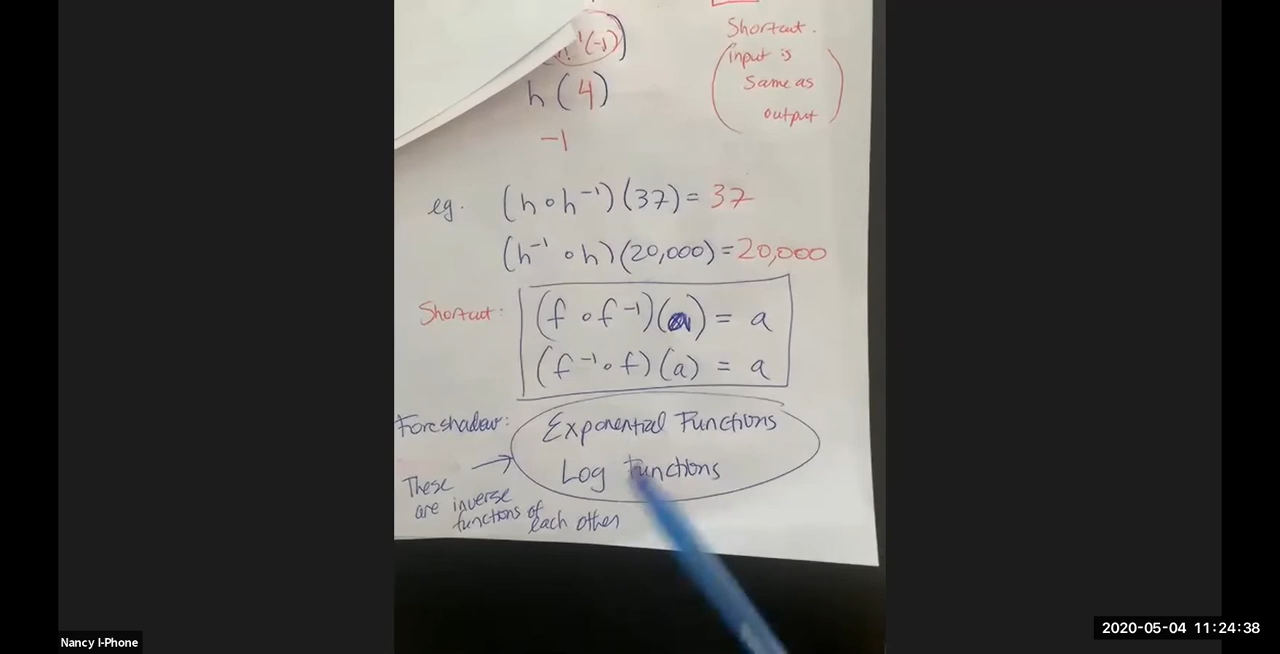 Shortcut.
(input is
same as
output)
h⁻¹(-1))
h(4)
-1
eg. (h∘h⁻¹)(37) = 37
(h⁻¹∘h)(20,000) = 20,000
Shortcut: (f∘f⁻¹)(a) = a
(f⁻¹∘f)(a) = a
Foreshadow: Exponential Functions
Log Functions
These → 
are inverse
functions of
each other
Nancy I-Phone
2020-05-04 11:24:38